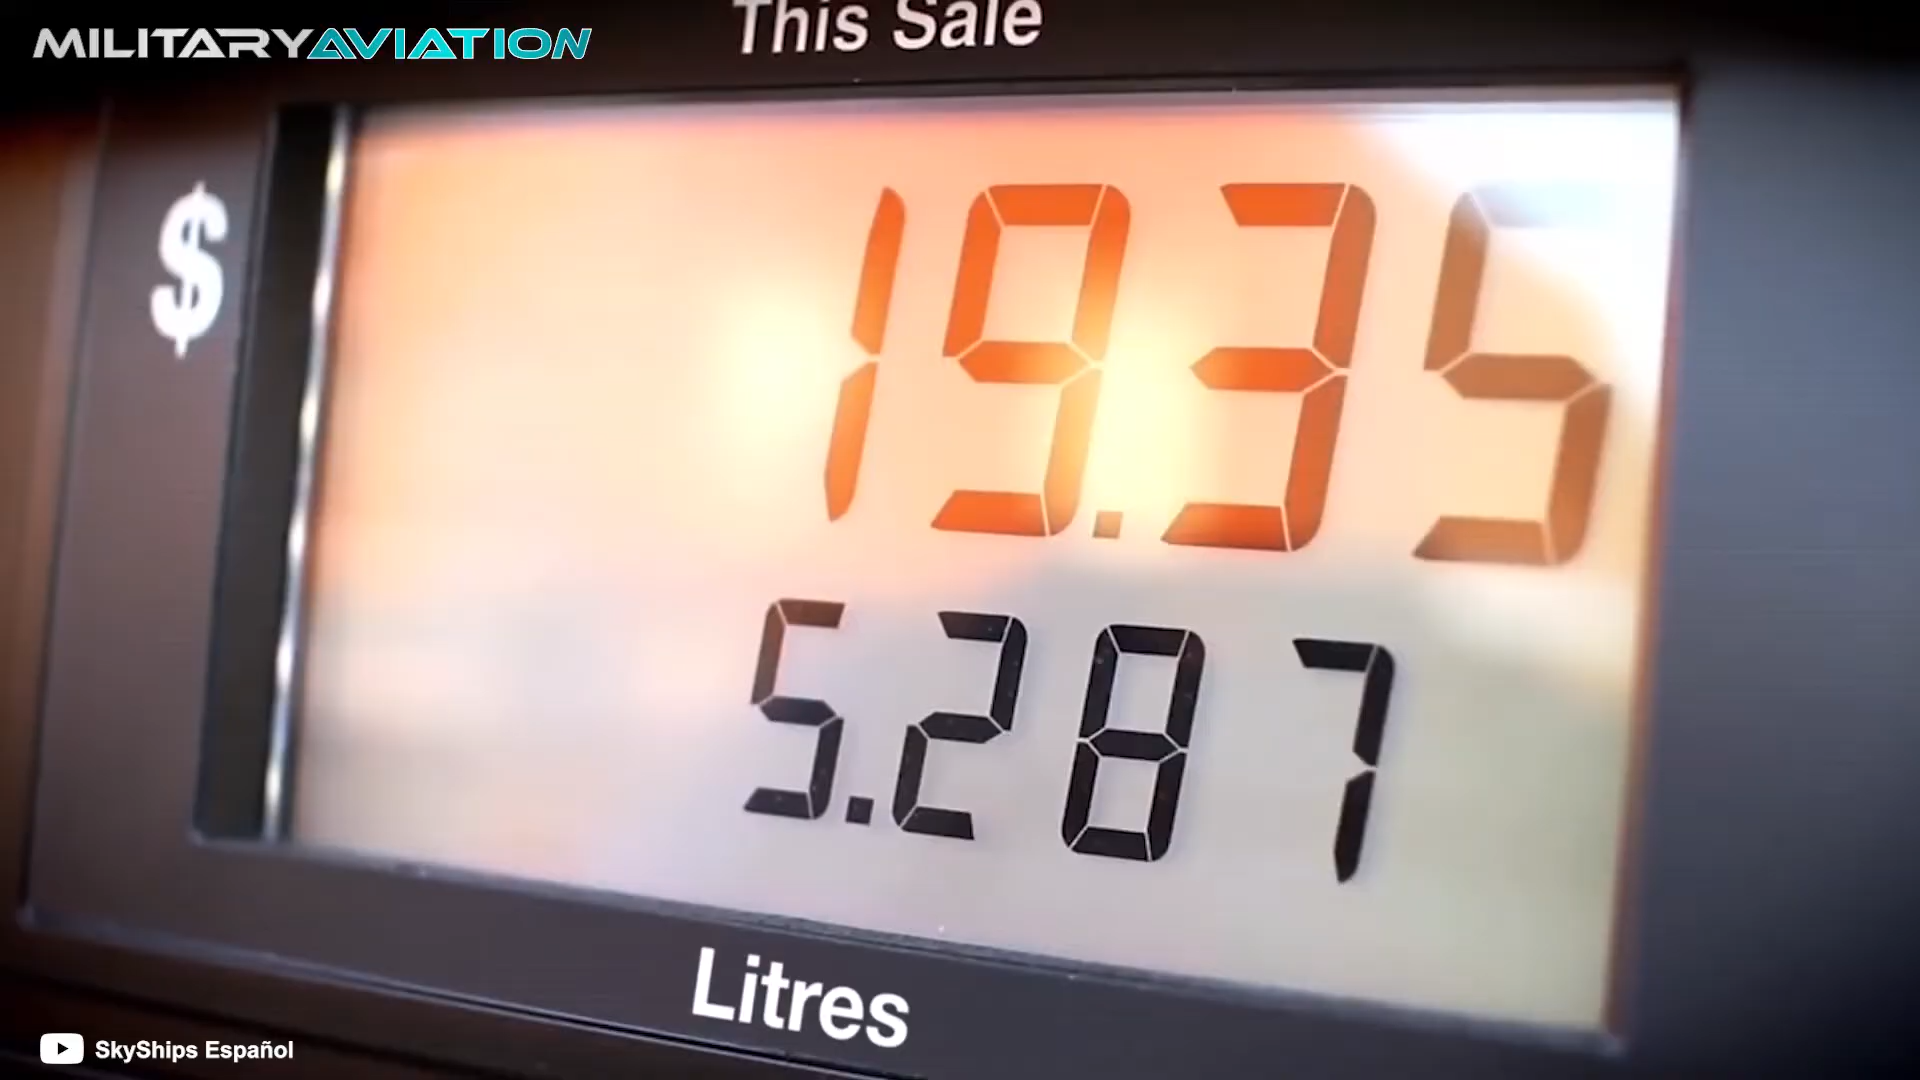 MILITARYAVIATION
This Sale
$
19.35
5.287
Litres
SkyShips Español